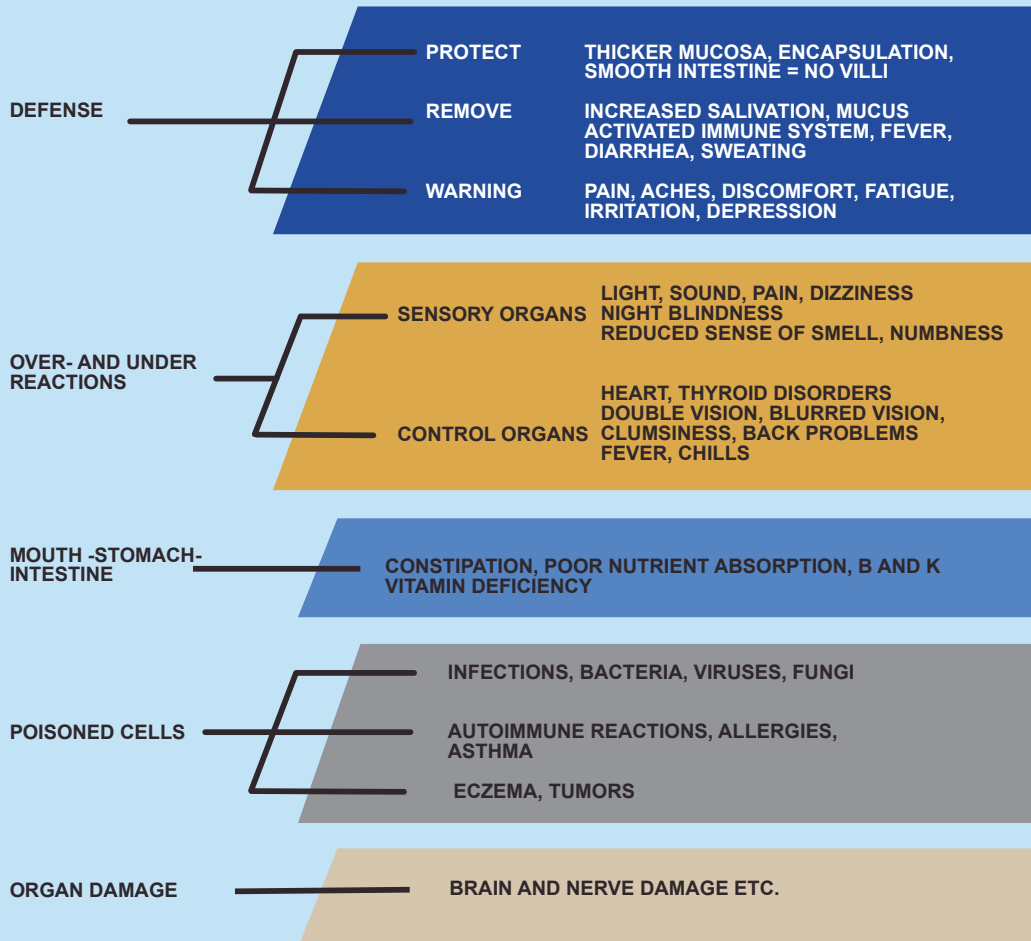 DEFENSE
PROTECT
THICKER MUCOSA, ENCAPSULATION,
SMOOTH INTESTINE = NO VILLI
REMOVE
INCREASED SALIVATION, MUCUS
ACTIVATED IMMUNE SYSTEM, FEVER,
DIARRHEA, SWEATING
WARNING
PAIN, ACHES, DISCOMFORT, FATIGUE,
IRRITATION, DEPRESSION
OVER- AND UNDER
REACTIONS
SENSORY ORGANS
LIGHT, SOUND, PAIN, DIZZINESS
NIGHT BLINDNESS
REDUCED SENSE OF SMELL, NUMBNESS
CONTROL ORGANS
HEART, THYROID DISORDERS
DOUBLE VISION, BLURRED VISION,
CLUMSINESS, BACK PROBLEMS
FEVER, CHILLS
MOUTH -STOMACH-
INTESTINE
CONSTIPATION, POOR NUTRIENT ABSORPTION, B AND K
VITAMIN DEFICIENCY
POISONED CELLS
INFECTIONS, BACTERIA, VIRUSES, FUNGI
AUTOIMMUNE REACTIONS, ALLERGIES,
ASTHMA
ECZEMA, TUMORS
ORGAN DAMAGE
BRAIN AND NERVE DAMAGE ETC.